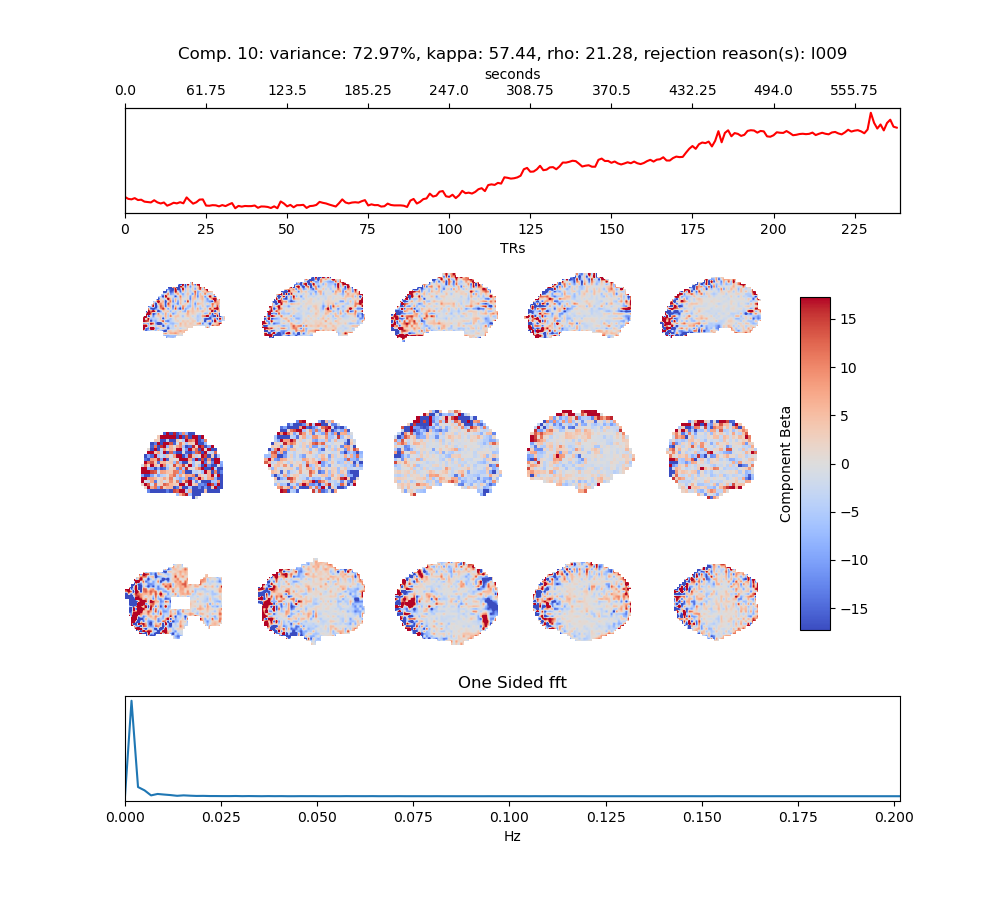 Comp. 10: variance: 72.97%, kappa: 57.44, rho: 21.28, rejection reason(s): I009
seconds
0.0 61.75 123.5 185.25 247.0 308.75 370.5 432.25 494.0 555.75
0 25 50 75 100 125 150 175 200 225
TRs
15
10
5
0
−5
−10
−15
Component Beta
One Sided fft
0.000 0.025 0.050 0.075 0.100 0.125 0.150 0.175 0.200
Hz